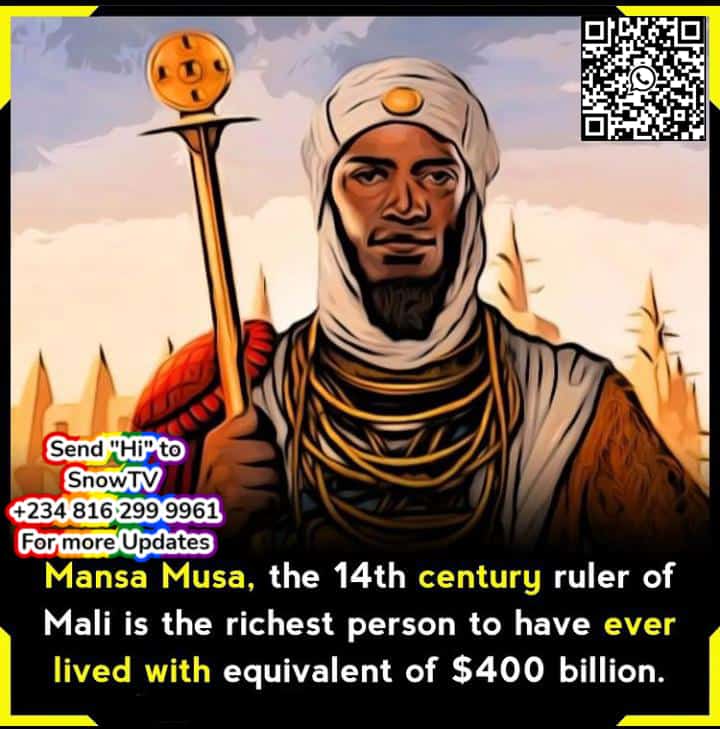 Send "Hi" to
SnowTV
+234 816 299 9961
For more Updates
Mansa Musa, the 14th century ruler of
Mali is the richest person to have ever
lived with equivalent of $400 billion.